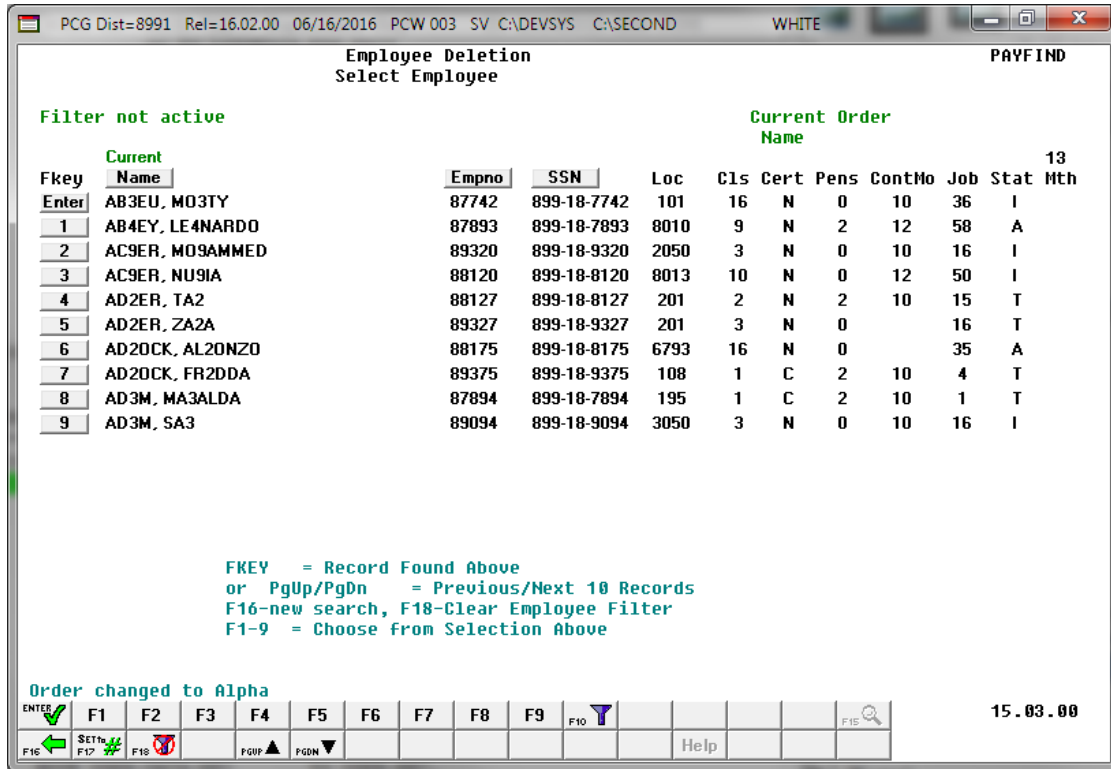 PCG Dist=8991 Rel=16.02.00 06/16/2016 PCW 003 SV C:\DEVSYS C:\SECOND WHITE
Employee Deletion PAYFIND
Select Employee
Filter not active Current Order
Name
Current 13
Fkey Name Empno SSN Loc Cls Cert Pens ContMo Job Stat Mth
Enter AB3EU, MO3TY 87742 899-18-7742 101 16 N 0 10 36 I
1 AB4EY, LE4NARDO 87893 899-18-7893 8010 9 N 2 12 58 A
2 AC9ER, MO9AMMED 89320 899-18-9320 2050 3 N 0 10 16 I
3 AC9ER, NU9IA 88120 899-18-8120 8013 10 N 0 12 50 I
4 AD2ER, TA2 88127 899-18-8127 201 2 N 2 10 15 T
5 AD2ER, ZA2A 89327 899-18-9327 201 3 N 0 16 T
6 AD2OCK, AL2ONZO 88175 899-18-8175 6793 16 N 0 35 A
7 AD2OCK, FR2DDA 89375 899-18-9375 108 1 C 2 10 4 T
8 AD3M, MA3ALDA 87894 899-18-7894 195 1 C 2 10 1 T
9 AD3M, SA3 89094 899-18-9094 3050 3 N 0 10 16 I
FKEY = Record Found Above
or PgUp/PgDn = Previous/Next 10 Records
F16-new search, F18-Clear Employee Filter
F1-9 = Choose from Selection Above
Order changed to Alpha
ENTER F1 F2 F3 F4 F5 F6 F7 F8 F9 F10 F15 15.03.00
F16 SETTo F17 # F18 PGUP PGDN Help